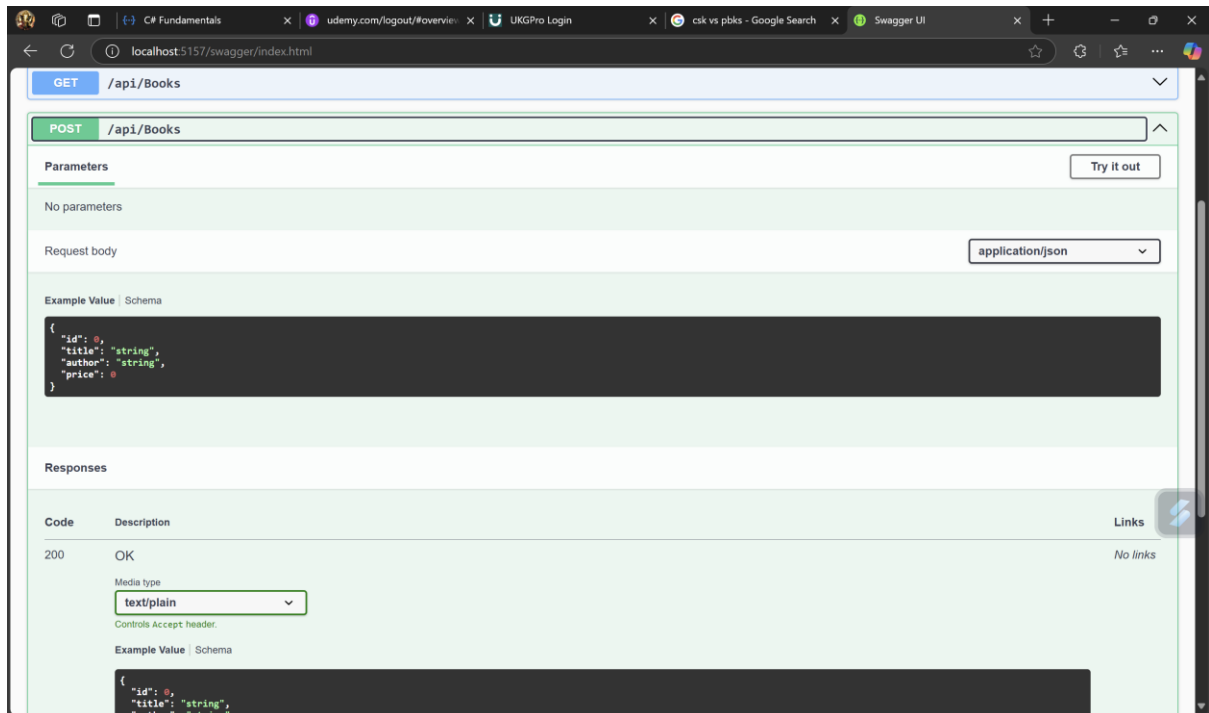 C# Fundamentals
udemy.com/logout/#overview
UKGPro Login
csk vs pbks - Google Search
Swagger UI
localhost:5157/swagger/index.html
GET /api/Books
POST /api/Books
Parameters
Try it out
No parameters
Request body
application/json
Example Value | Schema
{
"id": 0,
"title": "string",
"author": "string",
"price": 0
}
Responses
Code Description Links
200 OK No links
Media type
text/plain
Controls Accept header.
Example Value | Schema
{
"id": 0,
"title": "string",